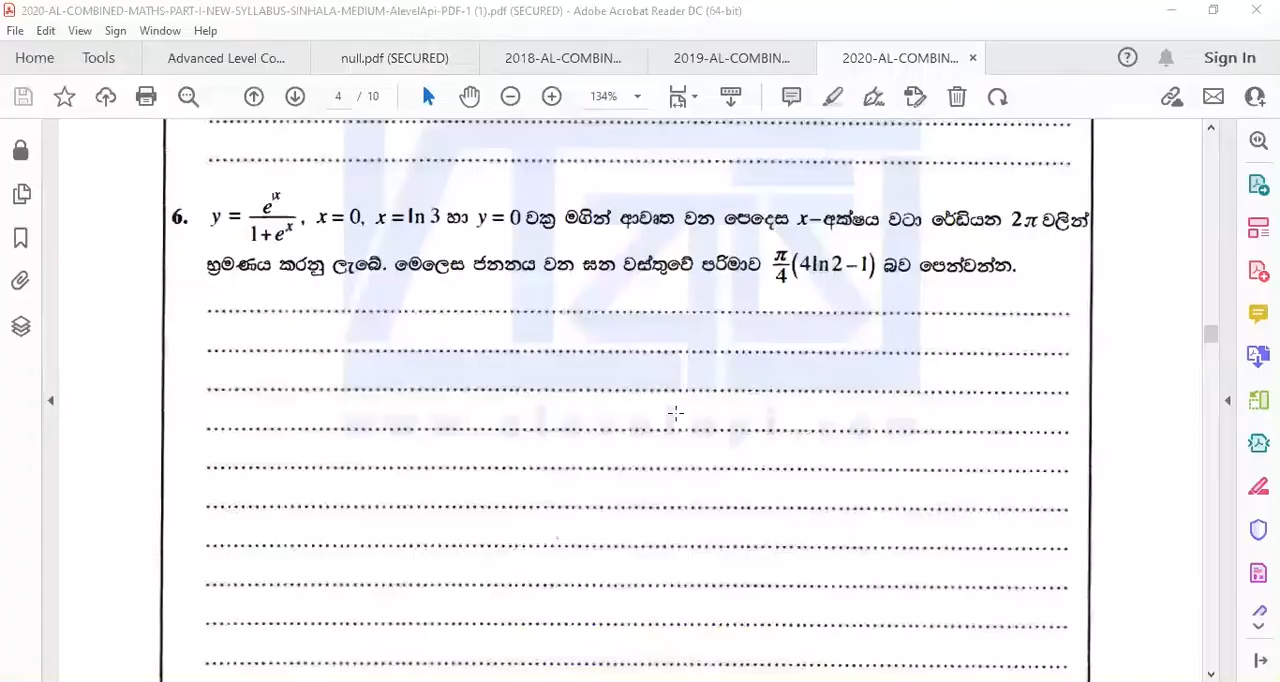 2020-AL-COMBINED-MATHS-PART-I-NEW-SYLLABUS-SINHALA-MEDIUM-AlevelApi-PDF-1 (1).pdf (SECURED) - Adobe Acrobat Reader DC (64-bit)
File Edit View Sign Window Help
Home Tools Advanced Level Co... null.pdf (SECURED) 2018-AL-COMBIN... 2019-AL-COMBIN... 2020-AL-COMBIN... × Sign In
4 / 10 134%
6. y = e^x / (1+e^x), x = 0, x = ln 3 හා y = 0 වක්‍ර මගින් ආවෘත වන පෙදෙස x-අක්ෂය වටා රේඩියන 2π වලින්
භ්‍රමණය කරනු ලැබේ. මෙලෙස ජනනය වන ඝන වස්තුවේ පරිමාව π/4 (4ln2 – 1) බව පෙන්වන්න.
www.alevelapi.com